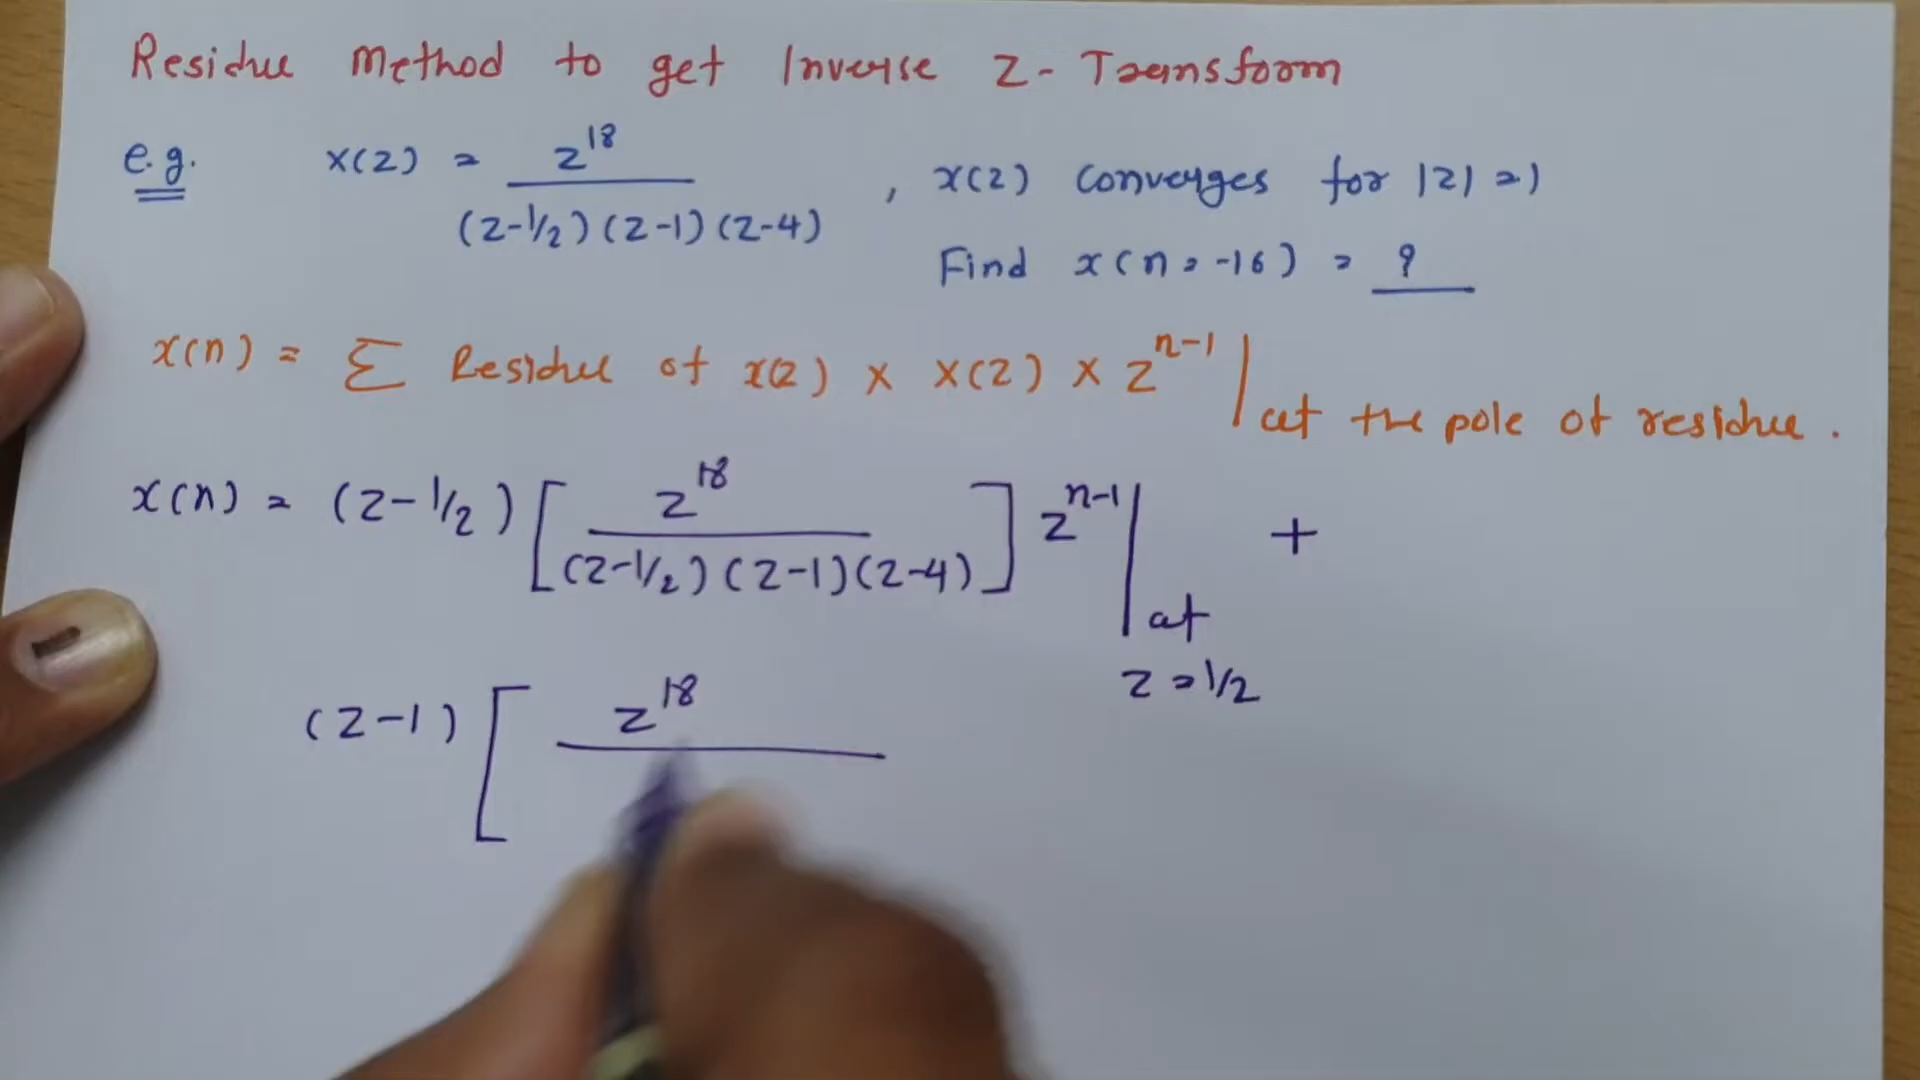 Residue Method to get Inverse Z-Transform
e.g. X(z) = z^18 / (z-1/2)(z-1)(z-4) , x(z) converges for |z| = 1
Find x(n = -16) = ?
x(n) = Σ Residue of x(z) × X(z) × z^n-1 | at the pole of residue.
x(n) = (z-1/2) [ z^18 / (z-1/2)(z-1)(z-4) ] z^n-1 | at z = 1/2 +
(z-1) [ z^18